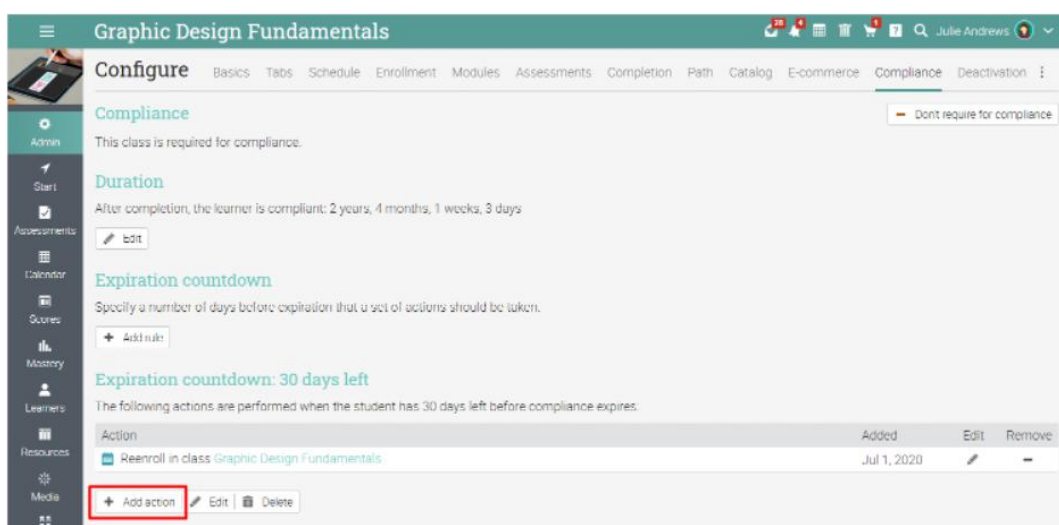 Graphic Design Fundamentals
28
4
1
Julie Andrews
Configure Basics Tabs Schedule Enrollment Modules Assessments Completion Path Catalog E-commerce Compliance Deactivation
Compliance
Don't require for compliance
This class is required for compliance.
Duration
After completion, the learner is compliant: 2 years, 4 months, 1 weeks, 3 days
Edit
Expiration countdown
Specify a number of days before expiration that a set of actions should be taken.
+ Add rule
Expiration countdown: 30 days left
The following actions are performed when the student has 30 days left before compliance expires:
Action Added Edit Remove
Reenroll in class Graphic Design Fundamentals Jul 1, 2020
+ Add action Edit Delete
Admin
Start
Assessments
Calendar
Scores
Mastery
Learners
Resources
Media